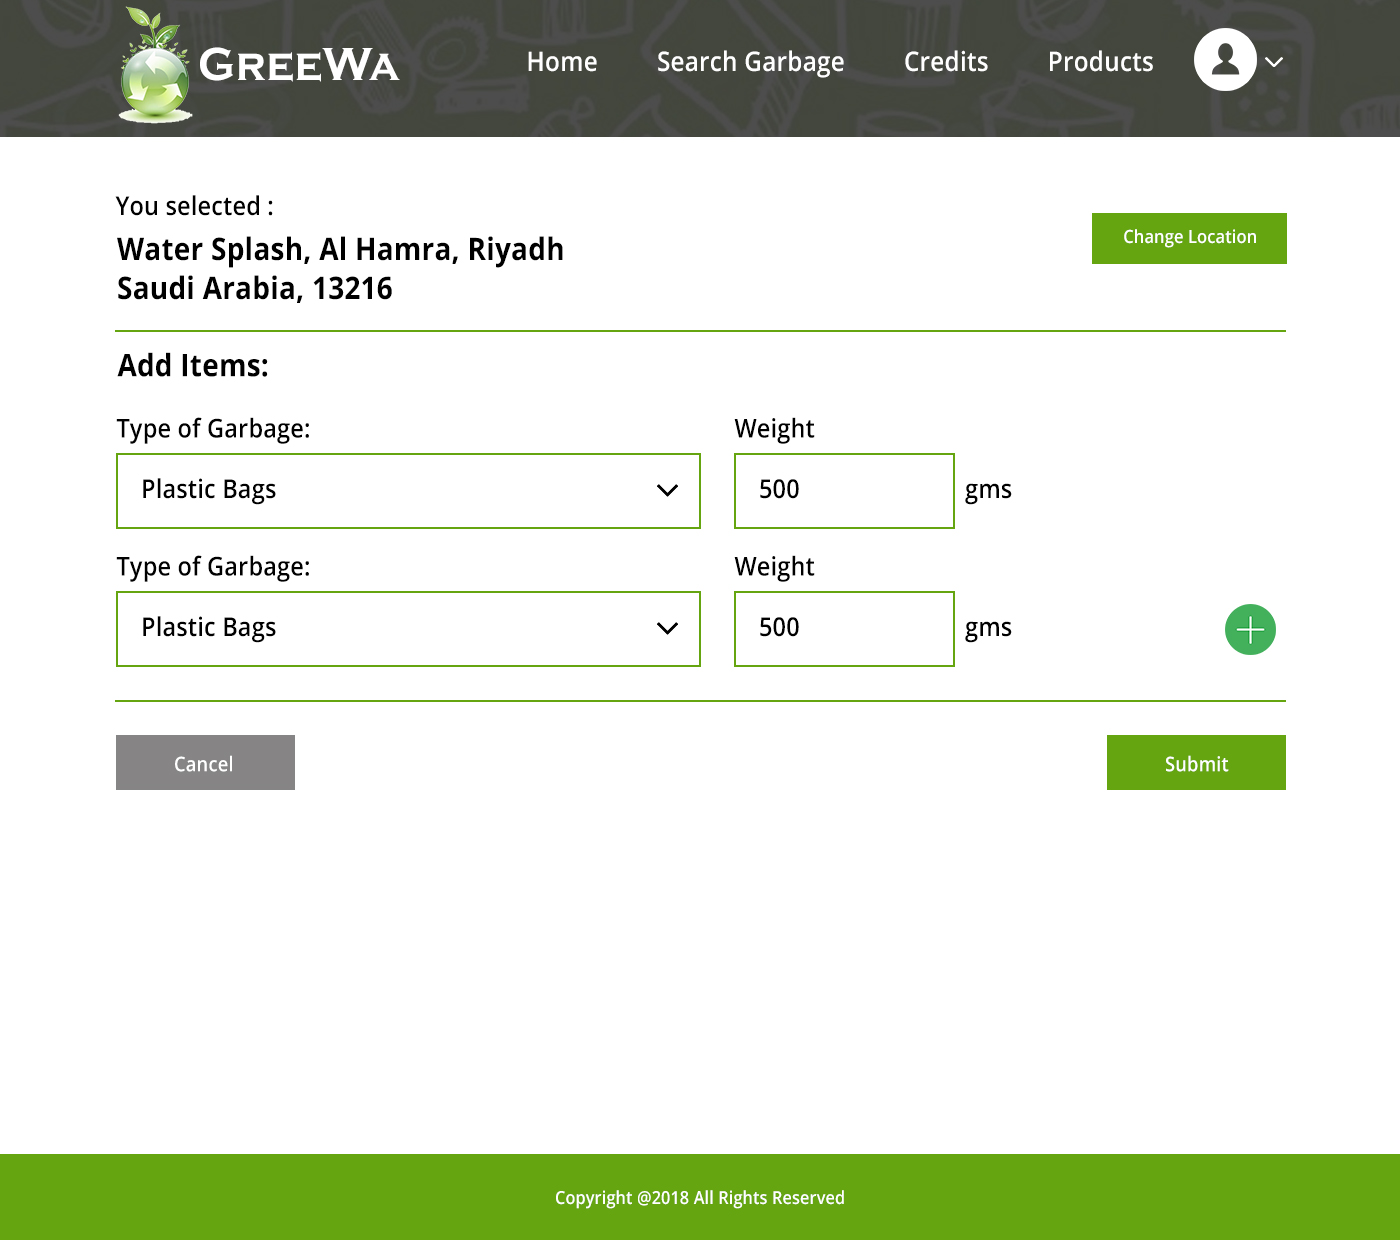 GREEWA
Home Search Garbage Credits Products
You selected :
Water Splash, Al Hamra, Riyadh
Saudi Arabia, 13216
Change Location
Add Items:
Type of Garbage: Weight
Plastic Bags 500 gms
Type of Garbage: Weight
Plastic Bags 500 gms
Cancel Submit
Copyright @2018 All Rights Reserved